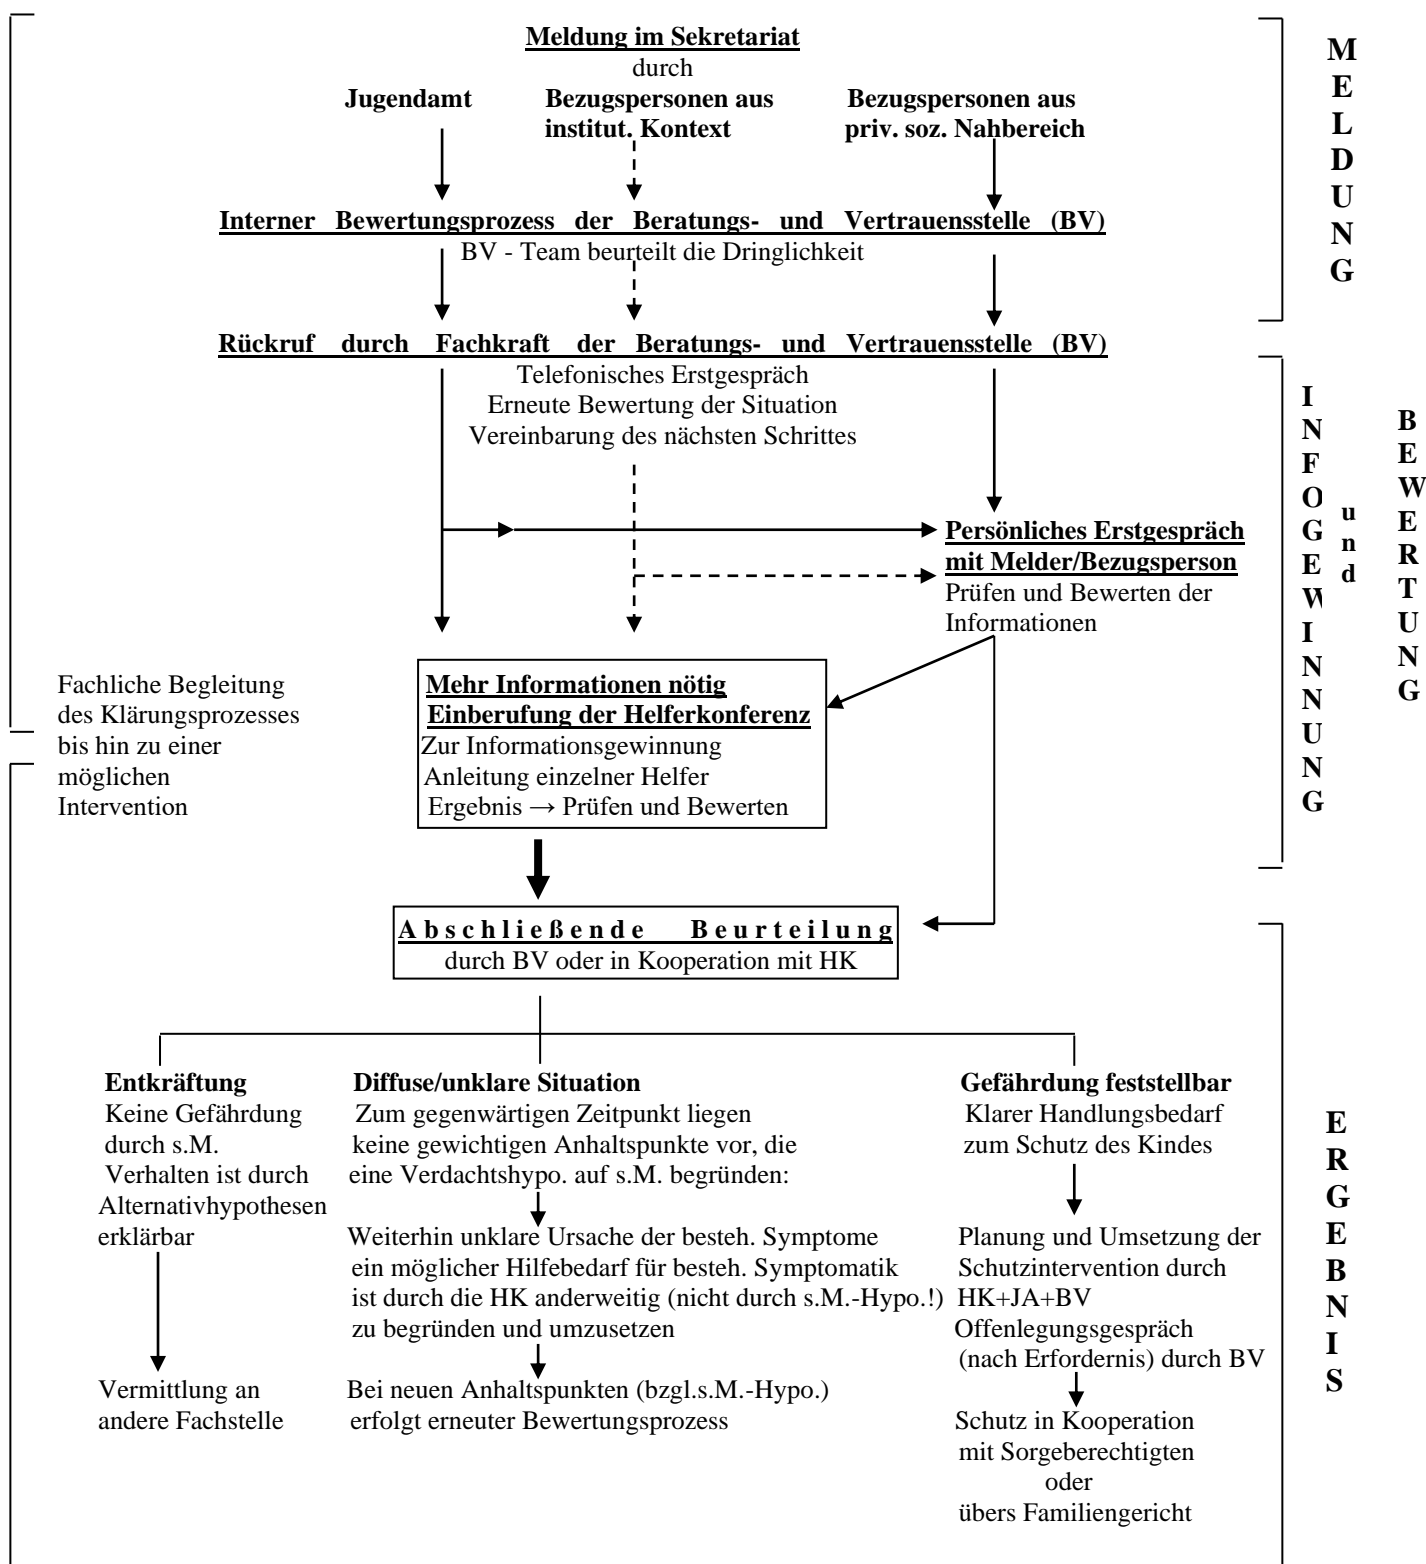 Meldung im Sekretariat
durch
Jugendamt
Bezugspersonen aus
institut. Kontext
Bezugspersonen aus
priv. soz. Nahbereich
Interner Bewertungsprozess der Beratungs- und Vertrauensstelle (BV)
BV - Team beurteilt die Dringlichkeit
MELDUNG
Rückruf durch Fachkraft der Beratungs- und Vertrauensstelle (BV)
Telefonisches Erstgespräch
Erneute Bewertung der Situation
Vereinbarung des nächsten Schrittes
Persönliches Erstgespräch
mit Melder/Bezugsperson
Prüfen und Bewerten der
Informationen
INFOGEWINNUNG
und
BEWERTUNG
Fachliche Begleitung
des Klärungsprozesses
bis hin zu einer
möglichen
Intervention
Mehr Informationen nötig
Einberufung der Helferkonferenz
Zur Informationsgewinnung
Anleitung einzelner Helfer
Ergebnis → Prüfen und Bewerten
Abschließende Beurteilung
durch BV oder in Kooperation mit HK
Entkräftung
Keine Gefährdung
durch s.M.
Verhalten ist durch
Alternativhypothesen
erklärbar
Vermittlung an
andere Fachstelle
Diffuse/unklare Situation
Zum gegenwärtigen Zeitpunkt liegen
keine gewichtigen Anhaltspunkte vor, die
eine Verdachtshypo. auf s.M. begründen:
Weiterhin unklare Ursache der besteh. Symptome
ein möglicher Hilfebedarf für besteh. Symptomatik
ist durch die HK anderweitig (nicht durch s.M.-Hypo.!)
zu begründen und umzusetzen
Bei neuen Anhaltspunkten (bzgl.s.M.-Hypo.)
erfolgt erneuter Bewertungsprozess
Gefährdung feststellbar
Klarer Handlungsbedarf
zum Schutz des Kindes
Planung und Umsetzung der
Schutzintervention durch
HK+JA+BV
Offenlegungsgespräch
(nach Erfordernis) durch BV
Schutz in Kooperation
mit Sorgeberechtigten
oder
übers Familiengericht
ERGEBNIS